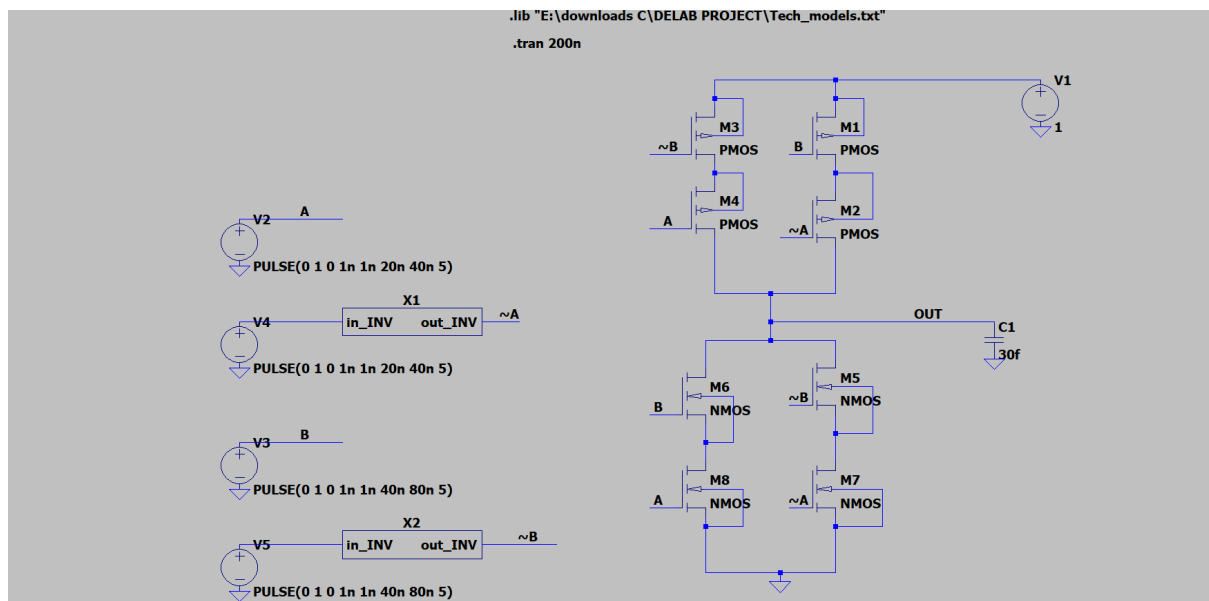 .lib "E:\downloads C\DELAB PROJECT\Tech_models.txt"
.tran 200n
V1
1
M3
PMOS
~B
M1
PMOS
B
M4
PMOS
A
M2
PMOS
~A
V2
A
PULSE(0 1 0 1n 1n 20n 40n 5)
X1
in_INV out_INV
~A
V4
PULSE(0 1 0 1n 1n 20n 40n 5)
OUT
C1
30f
M6
NMOS
B
M5
NMOS
~B
V3
B
PULSE(0 1 0 1n 1n 40n 80n 5)
M8
NMOS
A
M7
NMOS
~A
X2
in_INV out_INV
~B
V5
PULSE(0 1 0 1n 1n 40n 80n 5)